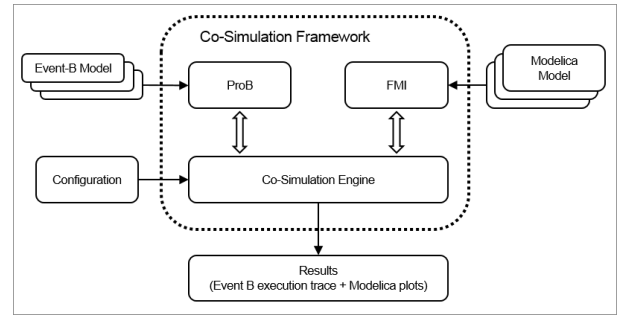 Co-Simulation Framework
Event-B Model
ProB
FMI
Modelica
Model
Configuration
Co-Simulation Engine
Results
(Event B execution trace + Modelica plots)